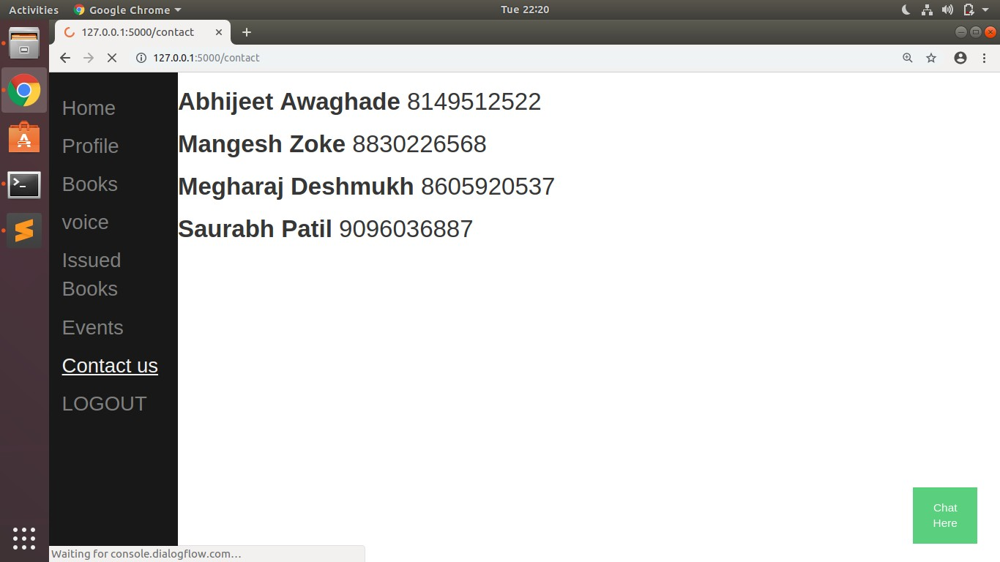 Activities Google Chrome Tue 22:20
127.0.0.1:5000/contact
127.0.0.1:5000/contact
Home
Profile
Books
voice
Issued
Books
Events
Contact us
LOGOUT
Abhijeet Awaghade 8149512522
Mangesh Zoke 8830226568
Megharaj Deshmukh 8605920537
Saurabh Patil 9096036887
Chat
Here
Waiting for console.dialogflow.com…